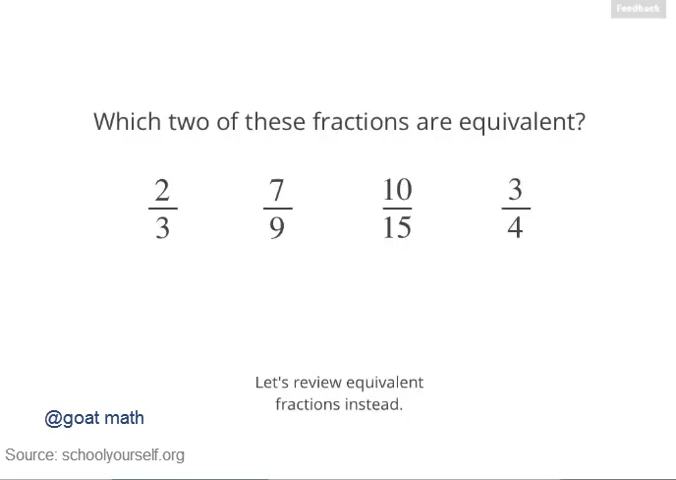 Feedback
Which two of these fractions are equivalent?
2/3 7/9 10/15 3/4
Let's review equivalent
fractions instead.
@goat math
Source: schoolyourself.org